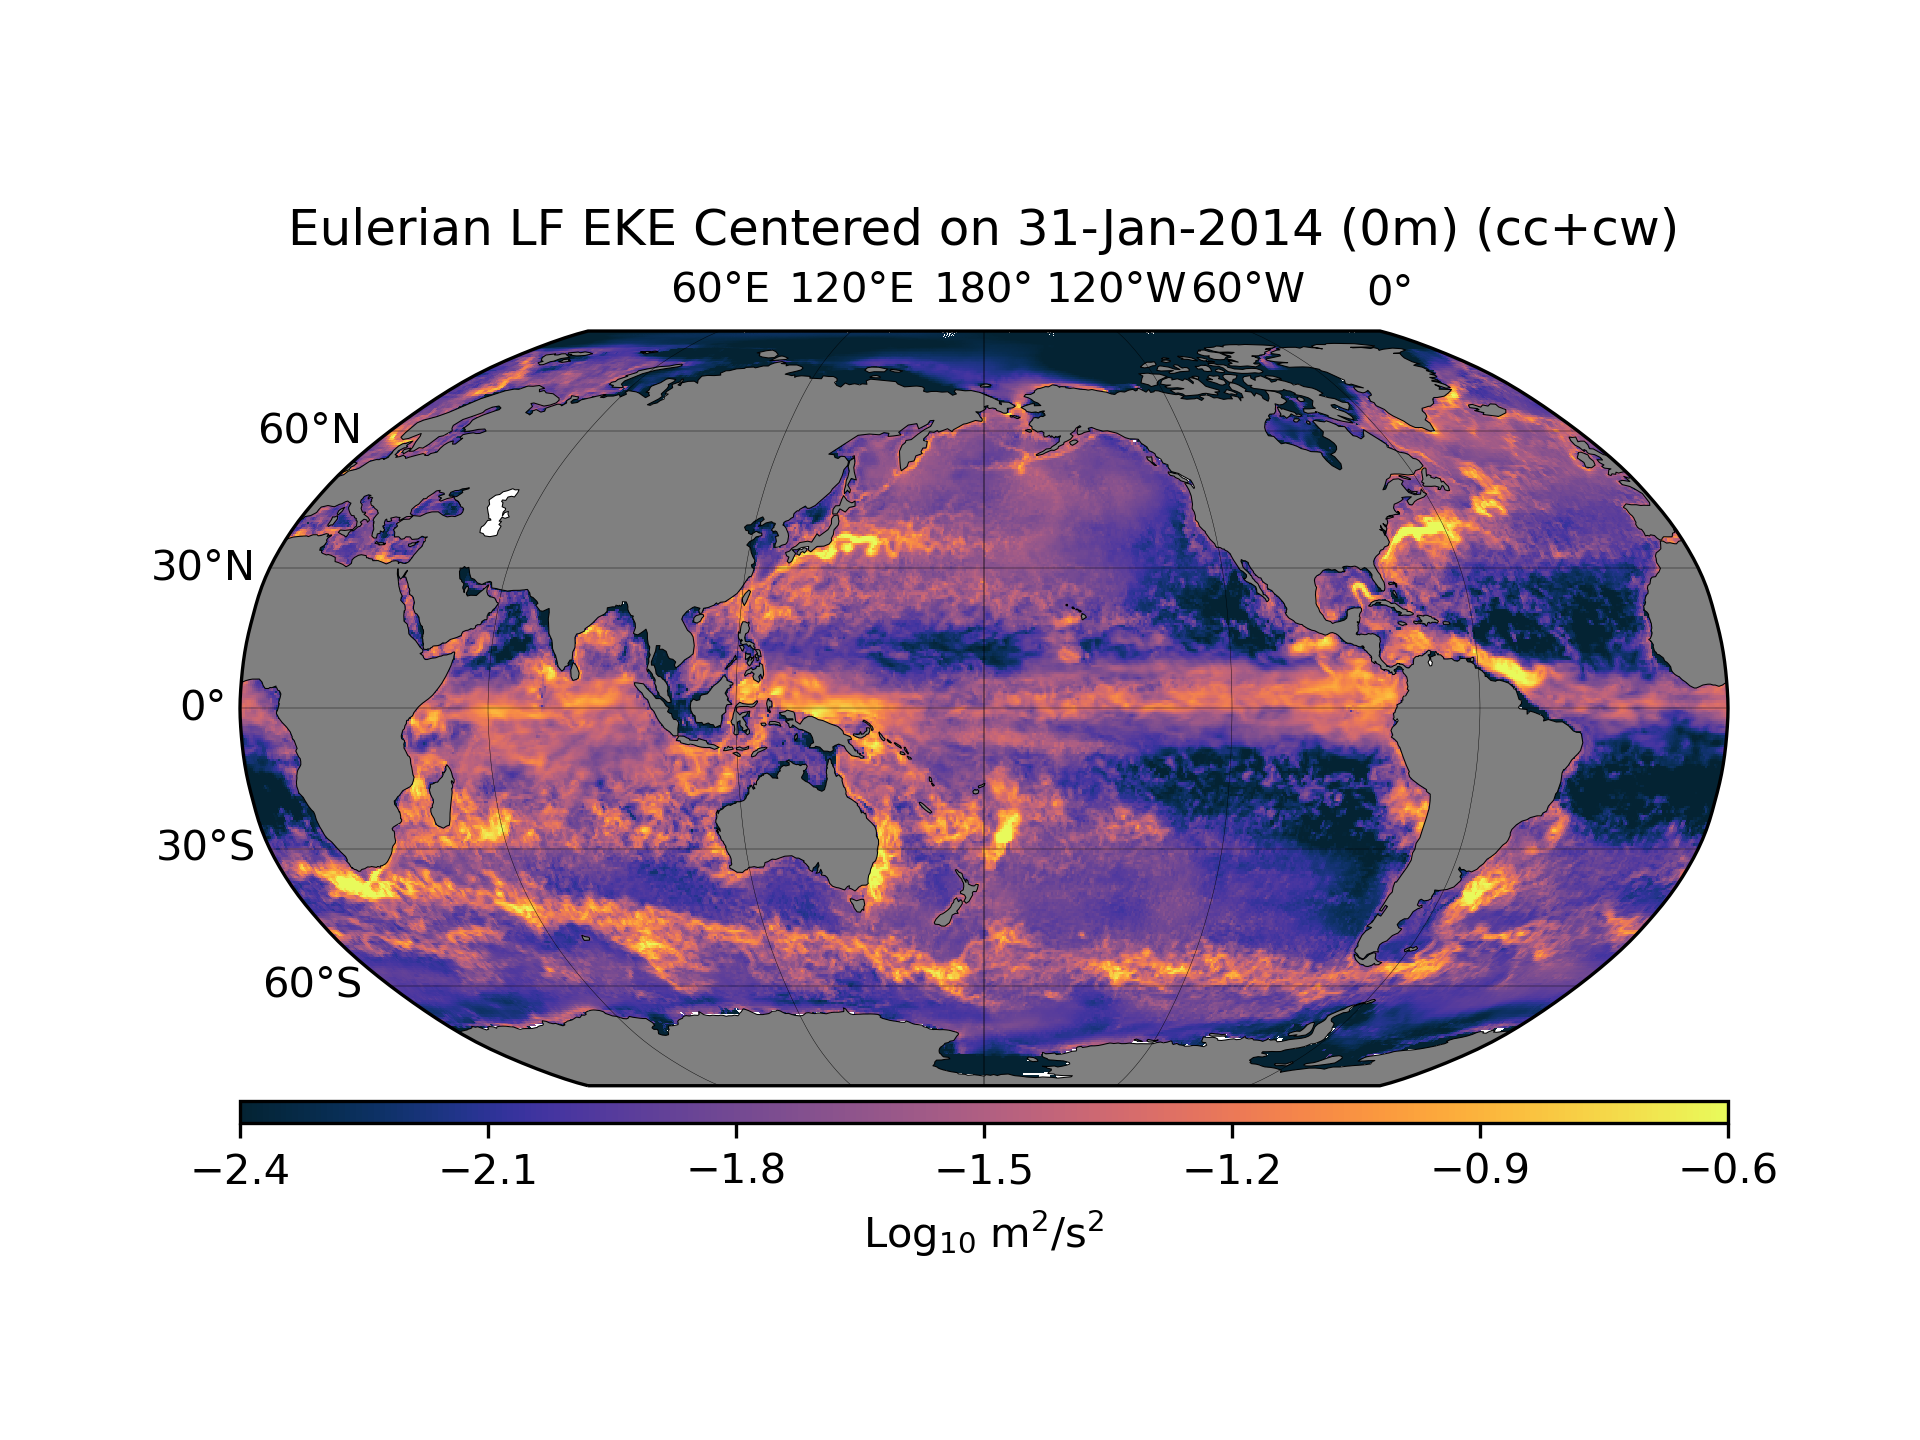 Eulerian LF EKE Centered on 31-Jan-2014 (0m) (cc+cw)
60°E 120°E 180° 120°W 60°W 0°
60°N
30°N
0°
30°S
60°S
−2.4 −2.1 −1.8 −1.5 −1.2 −0.9 −0.6
Log₁₀ m²/s²